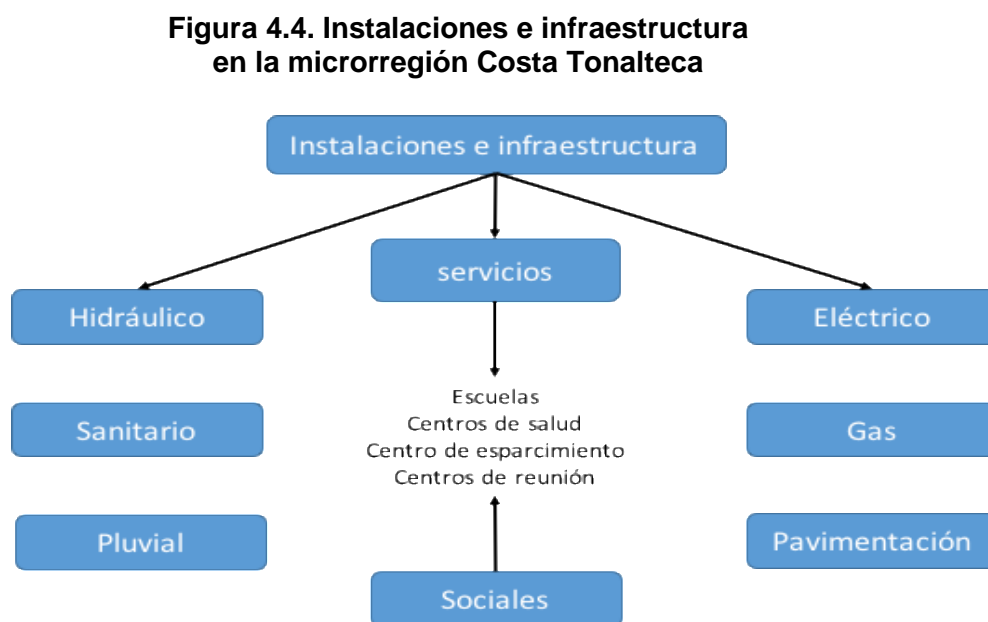 Figura 4.4. Instalaciones e infraestructura
en la microrregión Costa Tonalteca
Instalaciones e infraestructura
servicios
Hidráulico
Eléctrico
Escuelas
Centros de salud
Centro de esparcimiento
Centros de reunión
Sanitario
Gas
Pluvial
Pavimentación
Sociales